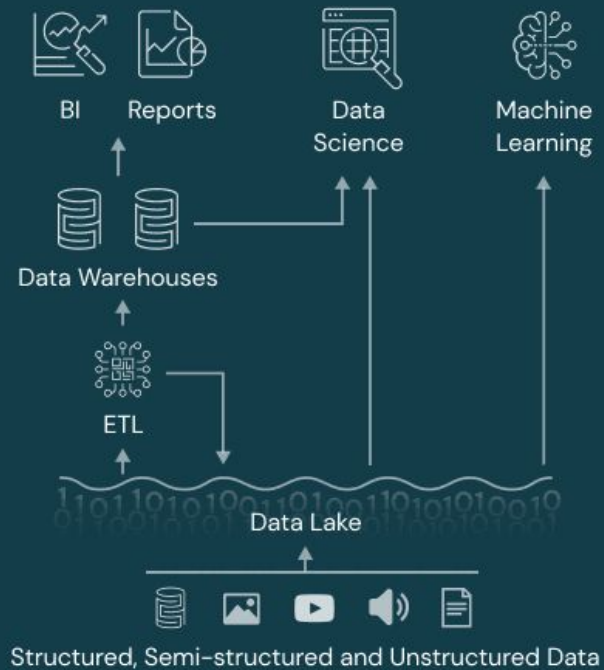 BI
Reports
Data
Science
Machine
Learning
Data Warehouses
ETL
Data Lake
Structured, Semi-structured and Unstructured Data